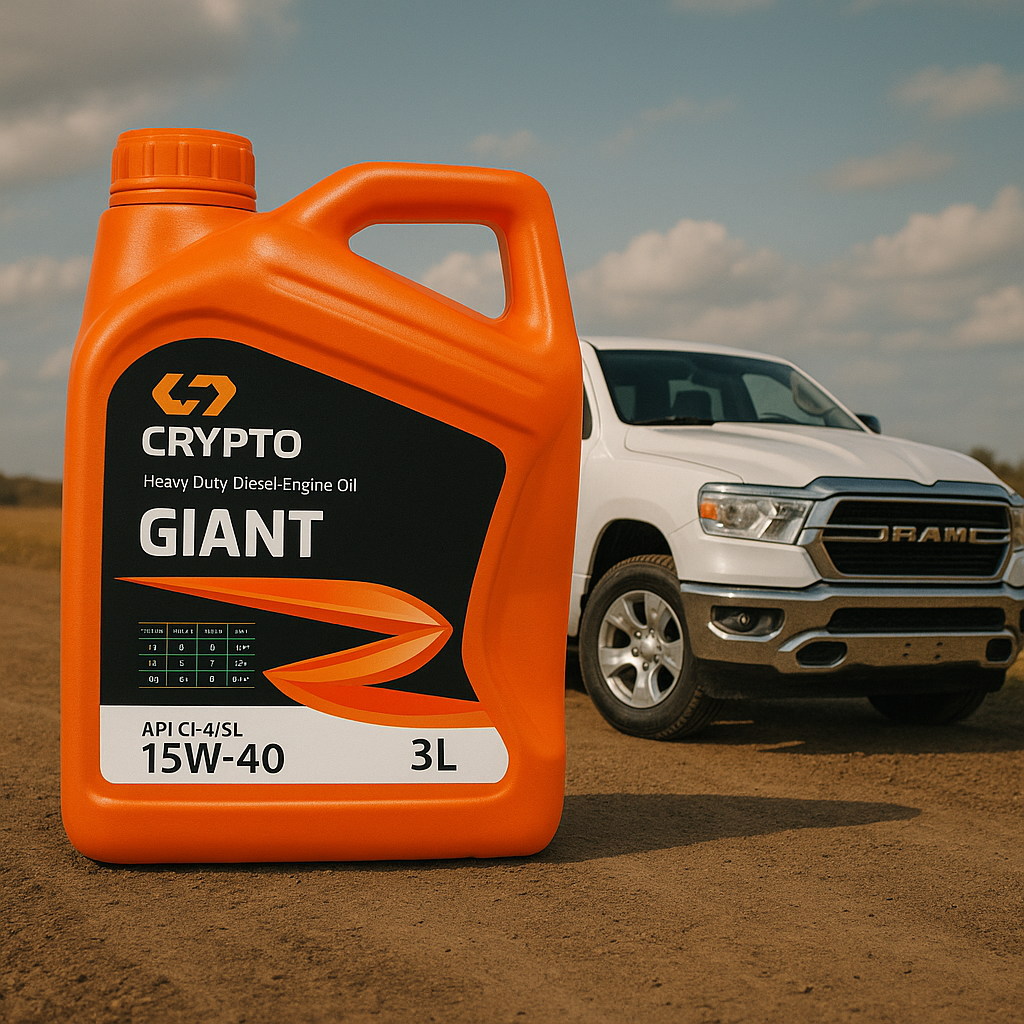 CRYPTO
Heavy Duty Diesel-Engine Oil
GIANT
API CI-4/SL
15W-40
3L
RAM